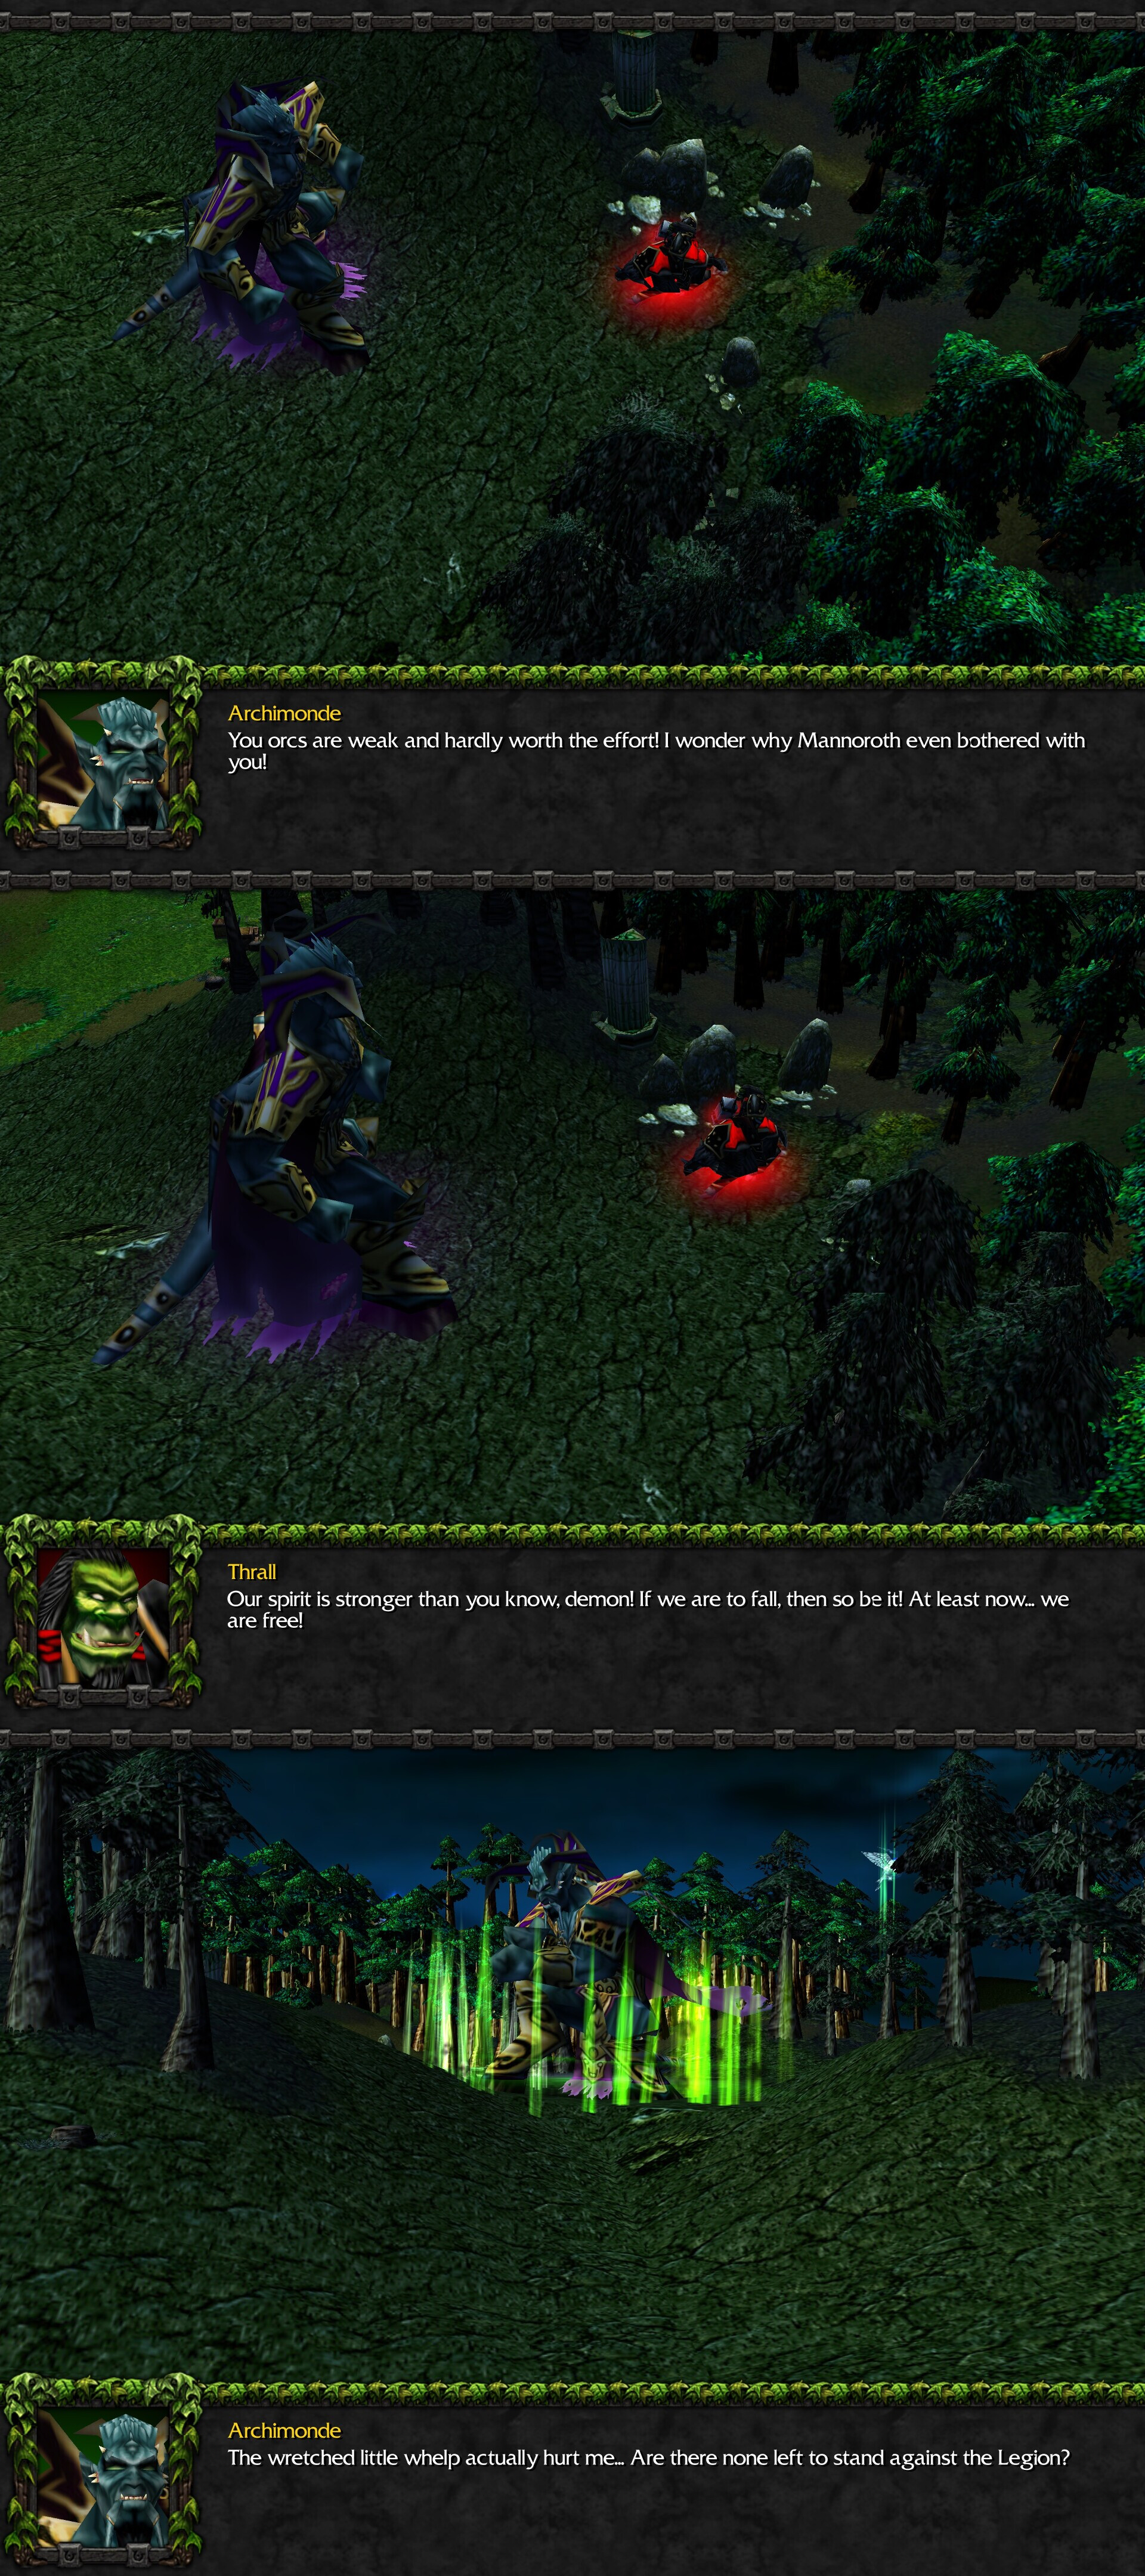 Archimonde
You orcs are weak and hardly worth the effort! I wonder why Mannoroth even bothered with
you!
Thrall
Our spirit is stronger than you know, demon! If we are to fall, then so be it! At least now... we
are free!
Archimonde
The wretched little whelp actually hurt me... Are there none left to stand against the Legion?